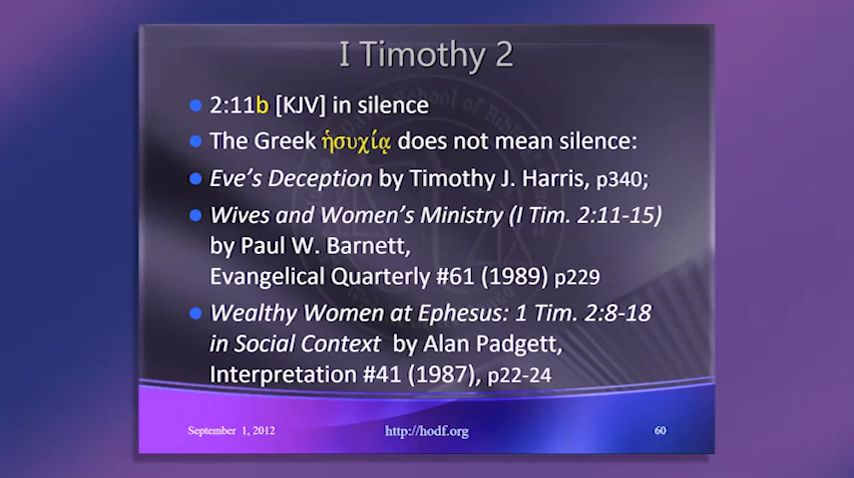 I Timothy 2
2:11b [KJV] in silence
The Greek ἡσυχίᾳ does not mean silence:
Eve's Deception by Timothy J. Harris, p340;
Wives and Women's Ministry (I Tim. 2:11-15)
by Paul W. Barnett,
Evangelical Quarterly #61 (1989) p229
Wealthy Women at Ephesus: 1 Tim. 2:8-18
in Social Context by Alan Padgett,
Interpretation #41 (1987), p22-24
September 1, 2012 http://hodf.org 60